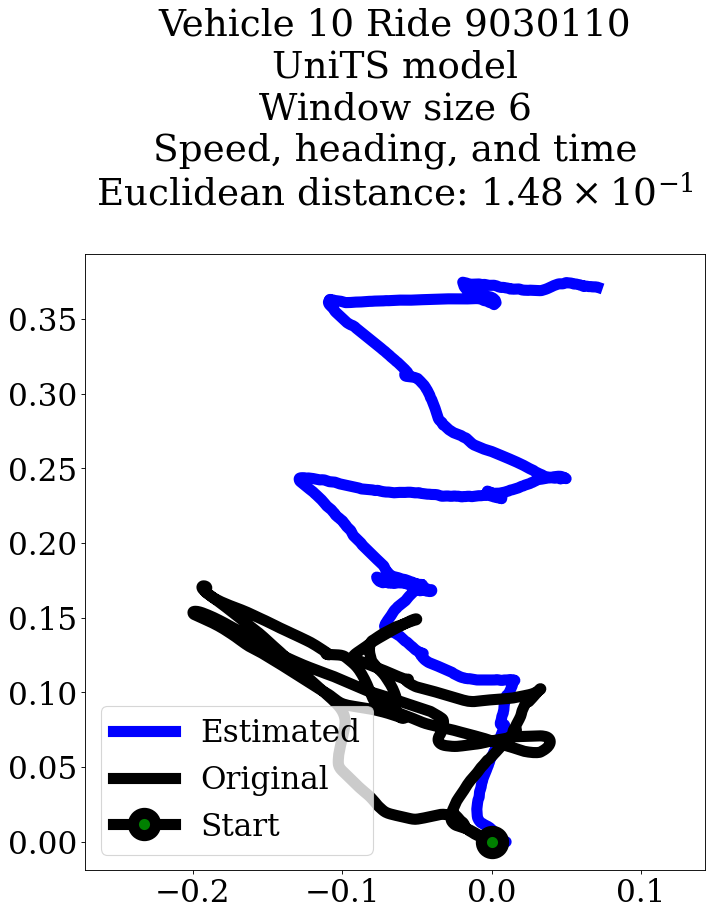 Vehicle 10 Ride 9030110
UniTS model
Window size 6
Speed, heading, and time
Euclidean distance: 1.48 × 10⁻¹
0.35
0.30
0.25
0.20
0.15
0.10
0.05
0.00
Estimated
Original
Start
−0.2
−0.1
0.0
0.1